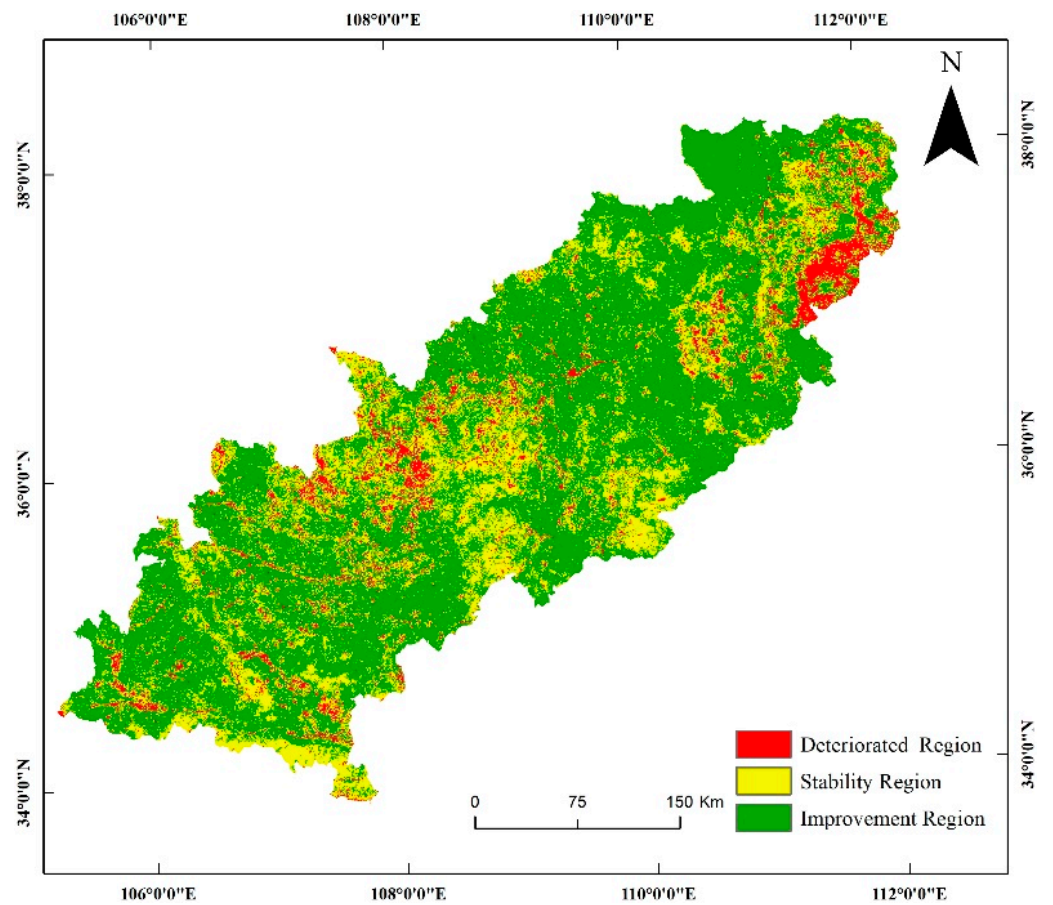 106°0'0"E 108°0'0"E 110°0'0"E 112°0'0"E
N
38°0'0"N
38°0'0"N
36°0'0"N
36°0'0"N
34°0'0"N
34°0'0"N
Deteriorated Region
Stability Region
Improvement Region
0 75 150 Km
106°0'0"E 108°0'0"E 110°0'0"E 112°0'0"E